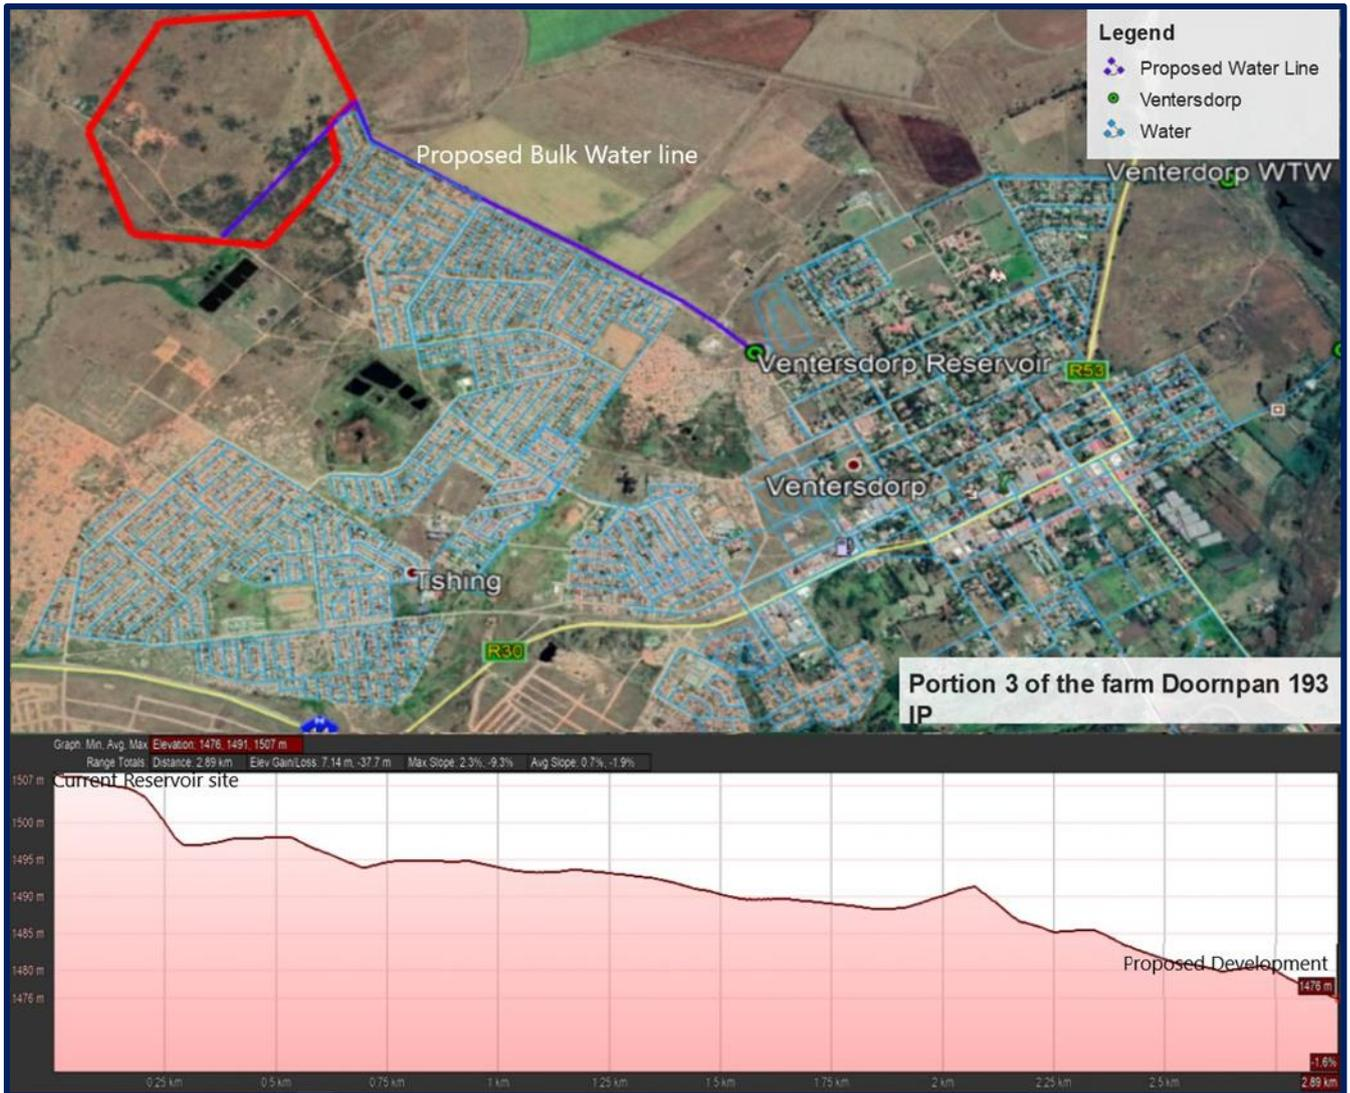 Legend
Proposed Water Line
Ventersdorp
Water
Proposed Bulk Water line
Venterdorp WTW
Ventersdorp Reservoir
R53
Ventersdorp
Tshing
R30
Portion 3 of the farm Doornpan 193
IP
Graph: Min, Avg, Max Elevation: 1476, 1491, 1507 m
Range Totals: Distance: 2.89 km Elev Gain/Loss: 7.14 m, -37.7 m Max Slope: 2.3%, -9.3% Avg Slope: 0.7%, -1.9%
1507 m
Current Reservoir site
1500 m
1495 m
1490 m
1485 m
1480 m
Proposed Development
1476 m
1476 m
-1.6%
0.25 km 0.5 km 0.75 km 1 km 1.25 km 1.5 km 1.75 km 2 km 2.25 km 2.5 km 2.89 km